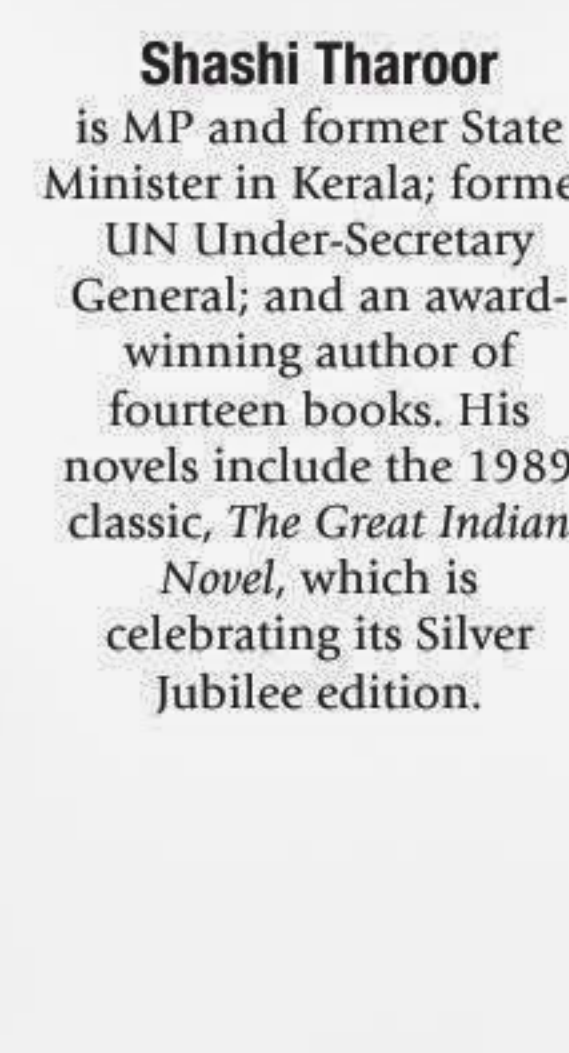 Shashi Tharoor
is MP and former State
Minister in Kerala; forme
UN Under-Secretary
General; and an award-
winning author of
fourteen books. His
novels include the 1989
classic, The Great Indian
Novel, which is
celebrating its Silver
Jubilee edition.